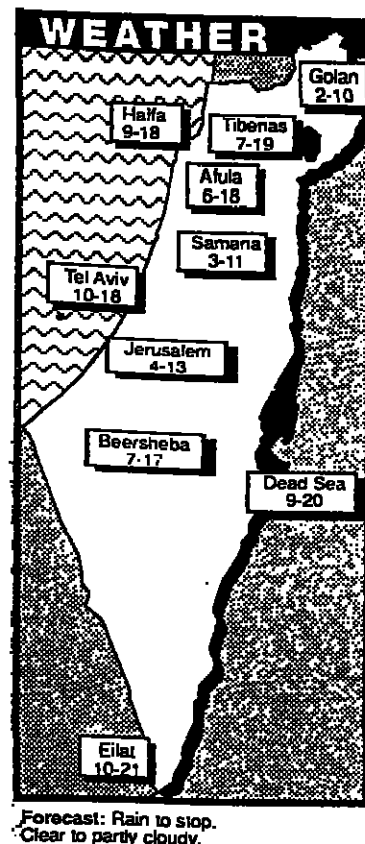 WEATHER
Golan
2-10
Haifa
9-18
Tiberias
7-19
Afula
6-18
Samaria
3-11
Tel Aviv
10-18
Jerusalem
4-13
Beersheba
7-17
Dead Sea
9-20
Eilat
10-21
Forecast: Rain to stop.
Clear to partly cloudy.